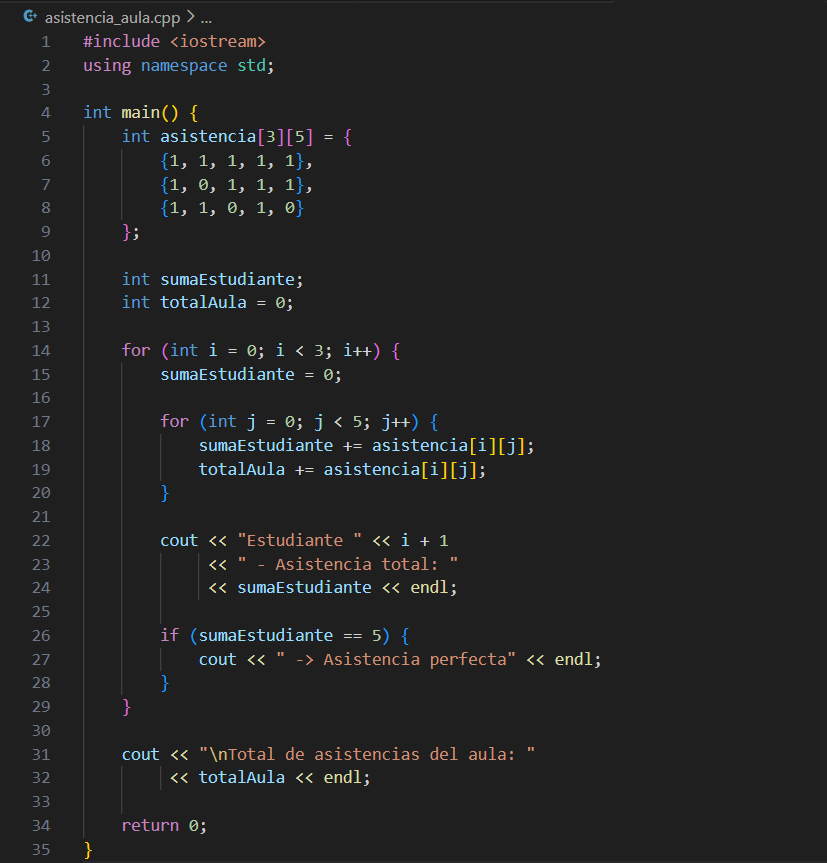 asistencia_aula.cpp > ...
1 #include <iostream>
2 using namespace std;
3
4 int main() {
5     int asistencia[3][5] = {
6         {1, 1, 1, 1, 1},
7         {1, 0, 1, 1, 1},
8         {1, 1, 0, 1, 0}
9     };
10
11     int sumaEstudiante;
12     int totalAula = 0;
13
14     for (int i = 0; i < 3; i++) {
15         sumaEstudiante = 0;
16
17         for (int j = 0; j < 5; j++) {
18             sumaEstudiante += asistencia[i][j];
19             totalAula += asistencia[i][j];
20         }
21
22         cout << "Estudiante " << i + 1
23              << " - Asistencia total: "
24              << sumaEstudiante << endl;
25
26         if (sumaEstudiante == 5) {
27             cout << " -> Asistencia perfecta" << endl;
28         }
29     }
30
31     cout << "\nTotal de asistencias del aula: "
32          << totalAula << endl;
33
34     return 0;
35 }